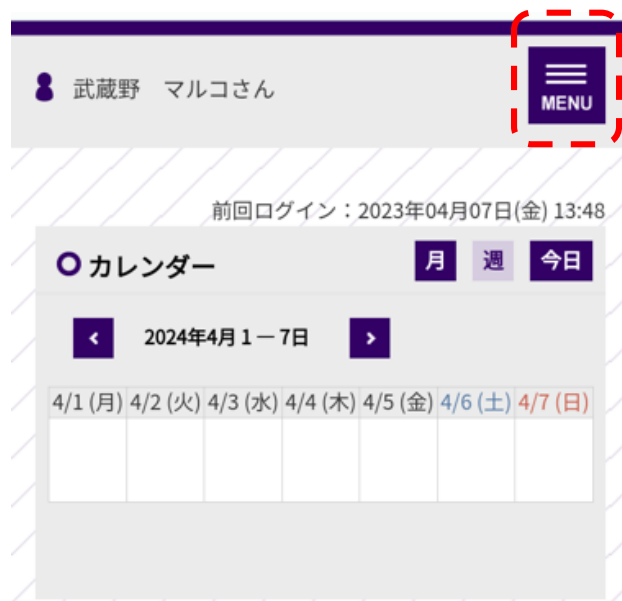 武蔵野 マルコさん
MENU
前回ログイン：2023年04月07日(金) 13:48
カレンダー 月 週 今日
2024年4月 1 ー 7日
4/1 (月) 4/2 (火) 4/3 (水) 4/4 (木) 4/5 (金) 4/6 (土) 4/7 (日)